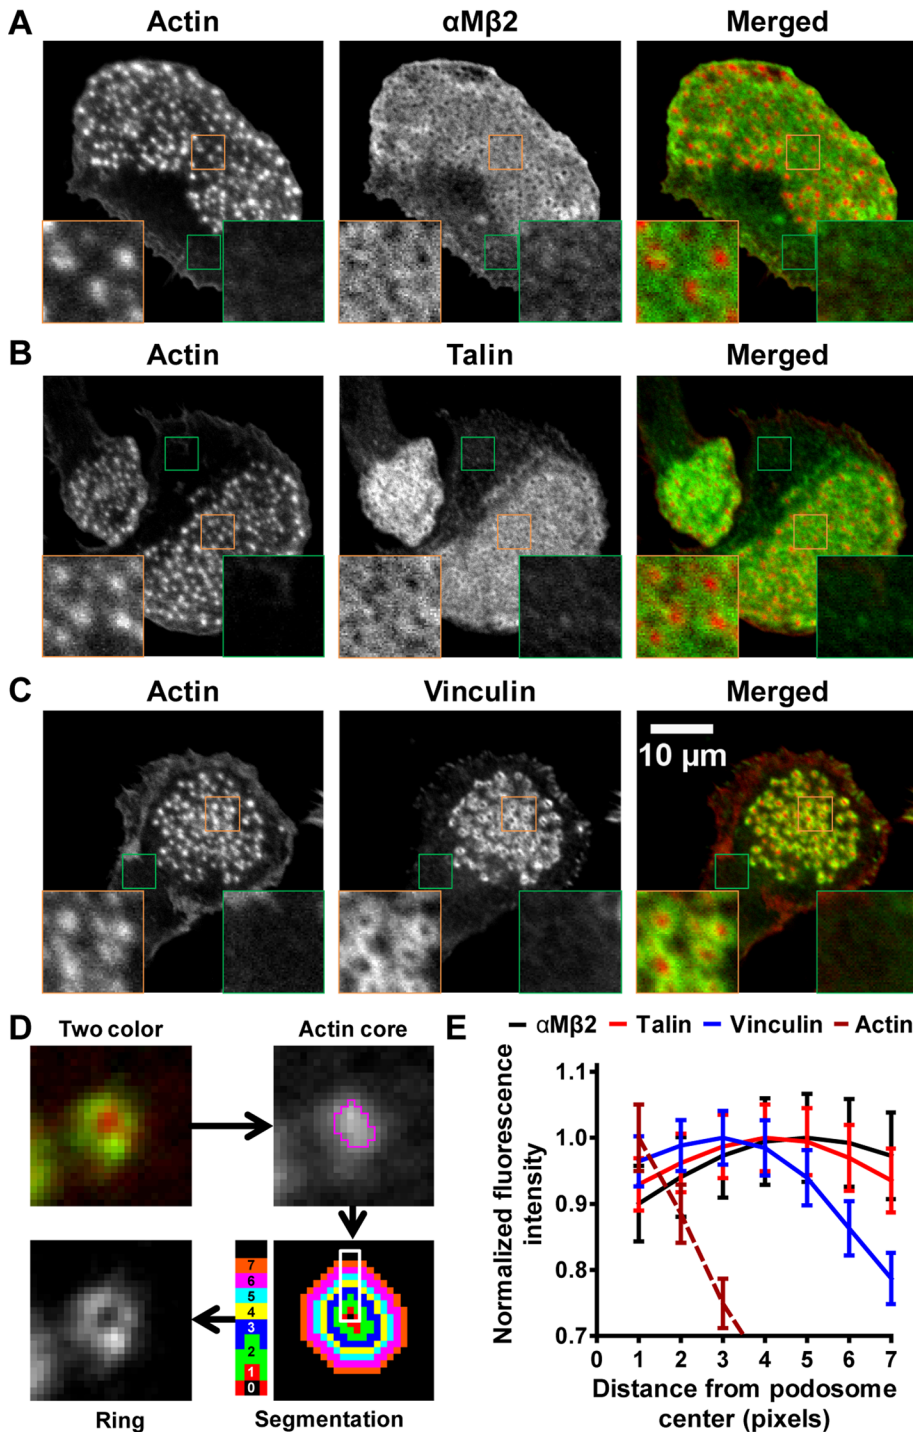 A Actin αMβ2 Merged
B Actin Talin Merged
C Actin Vinculin Merged
10 µm
D Two color Actin core
7
6
5
4
3
2
1
0
Ring Segmentation
E αMβ2 Talin Vinculin Actin
Normalized fluorescence
intensity
1.1
1.0
0.9
0.8
0.7
0 1 2 3 4 5 6 7
Distance from podosome
center (pixels)